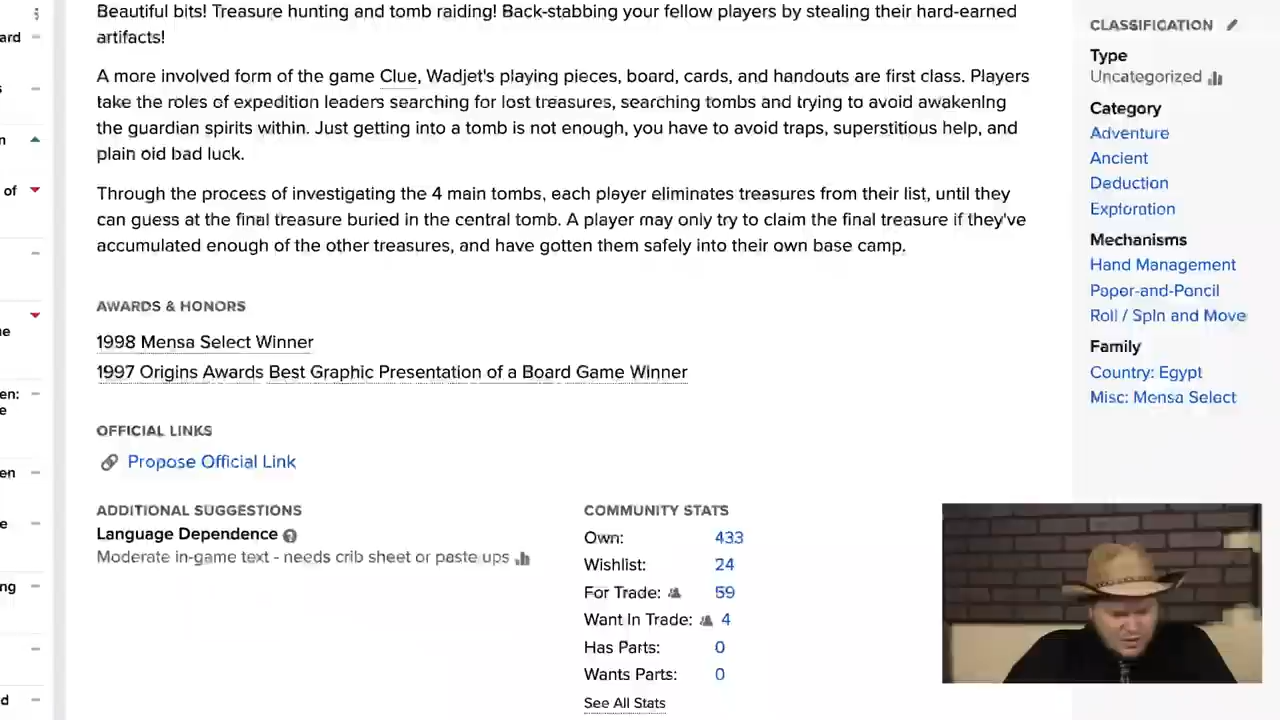 Beautiful bits! Treasure hunting and tomb raiding! Back-stabbing your fellow players by stealing their hard-earned
artifacts!
A more involved form of the game Clue, Wadjet's playing pieces, board, cards, and handouts are first class. Players
take the roles of expedition leaders searching for lost treasures, searching tombs and trying to avoid awakening
the guardian spirits within. Just getting into a tomb is not enough, you have to avoid traps, superstitious help, and
plain old bad luck.
Through the process of investigating the 4 main tombs, each player eliminates treasures from their list, until they
can guess at the final treasure buried in the central tomb. A player may only try to claim the final treasure if they've
accumulated enough of the other treasures, and have gotten them safely into their own base camp.
AWARDS & HONORS
1998 Mensa Select Winner
1997 Origins Awards Best Graphic Presentation of a Board Game Winner
OFFICIAL LINKS
Propose Official Link
ADDITIONAL SUGGESTIONS
Language Dependence
Moderate in-game text - needs crib sheet or paste ups
COMMUNITY STATS
Own: 433
Wishlist: 24
For Trade: 59
Want In Trade: 4
Has Parts: 0
Wants Parts: 0
See All Stats
CLASSIFICATION
Type
Uncategorized
Category
Adventure
Ancient
Deduction
Exploration
Mechanisms
Hand Management
Paper-and-Pencil
Roll / Spin and Move
Family
Country: Egypt
Misc: Mensa Select